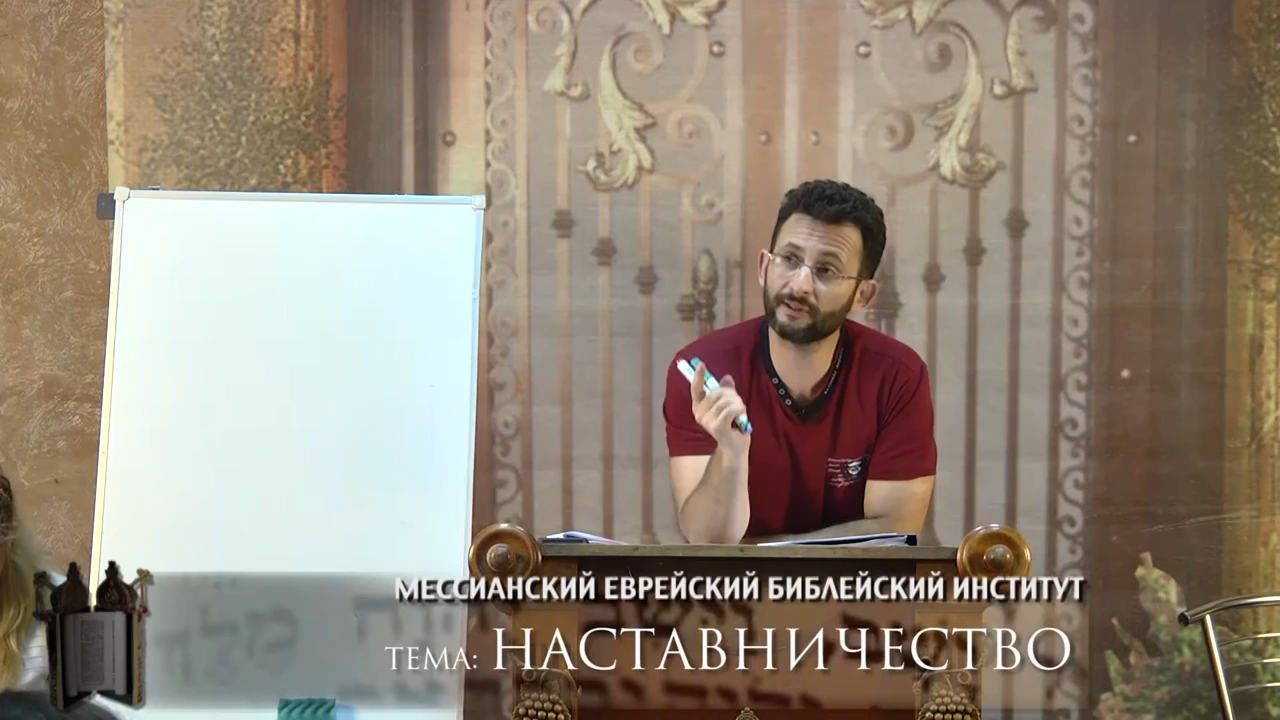 МЕССИАНСКИЙ ЕВРЕЙСКИЙ БИБЛЕЙСКИЙ ИНСТИТУТ
ТЕМА: НАСТАВНИЧЕСТВО